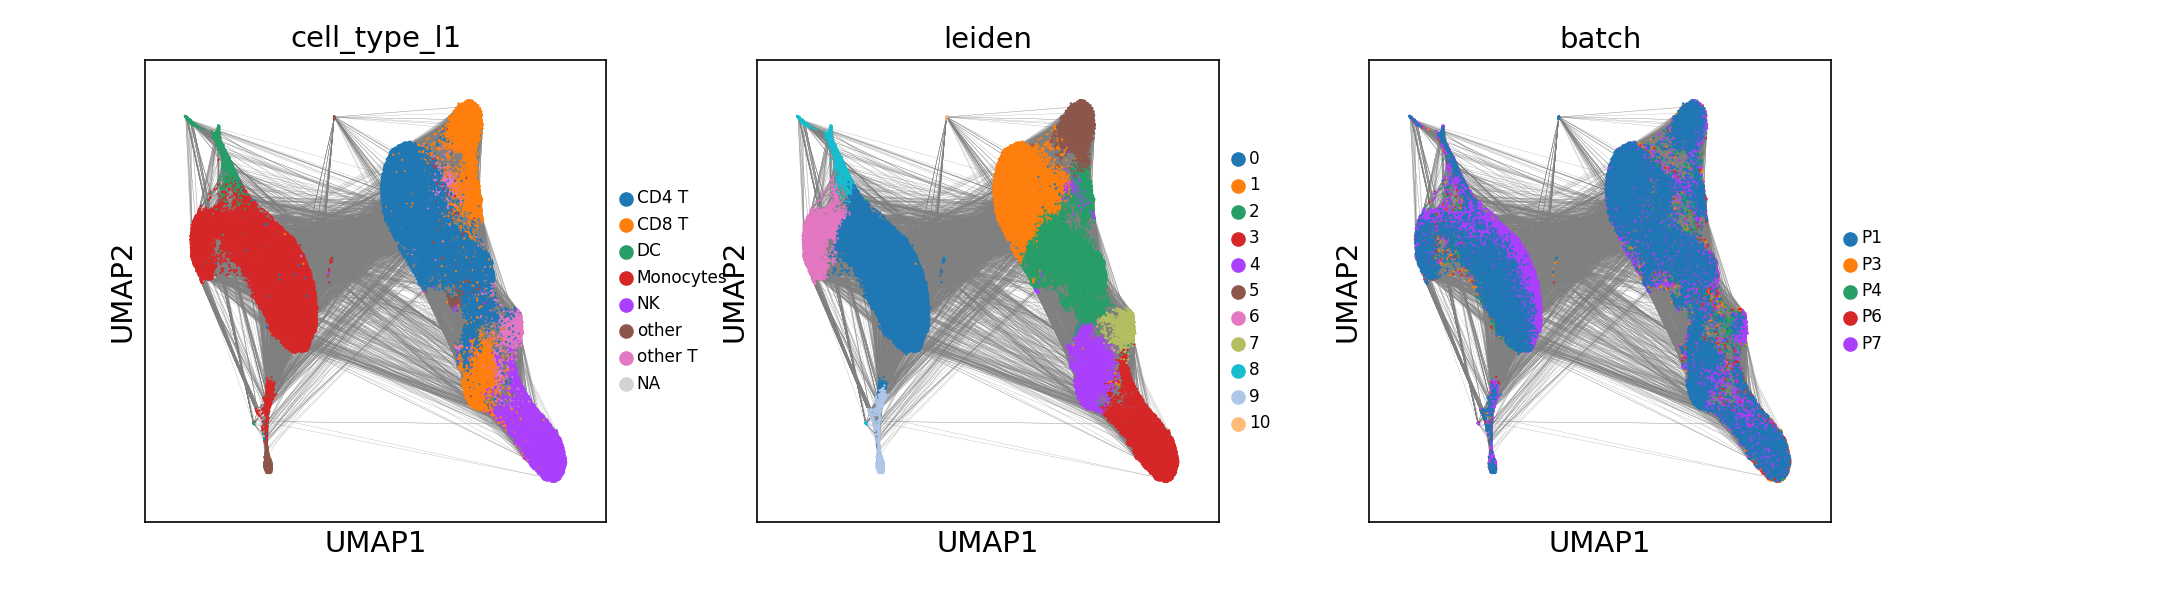 cell_type_l1
UMAP2
UMAP1
CD4 T
CD8 T
DC
Monocytes
NK
other
other T
NA
leiden
UMAP2
UMAP1
0
1
2
3
4
5
6
7
8
9
10
batch
UMAP2
UMAP1
P1
P3
P4
P6
P7